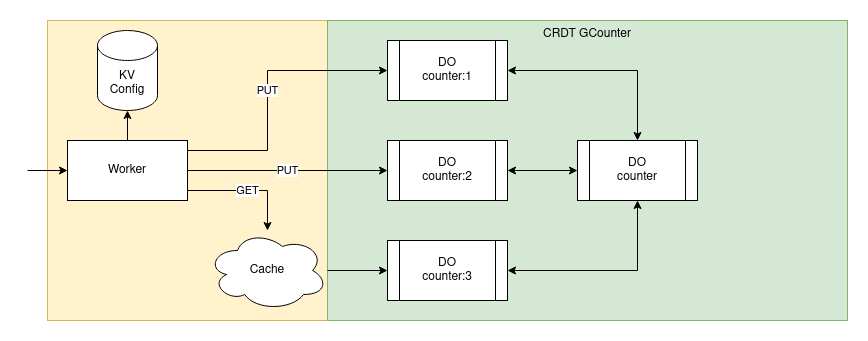 CRDT GCounter
KV
Config
DO
counter:1
PUT
Worker
PUT
DO
counter:2
DO
counter
GET
Cache
DO
counter:3